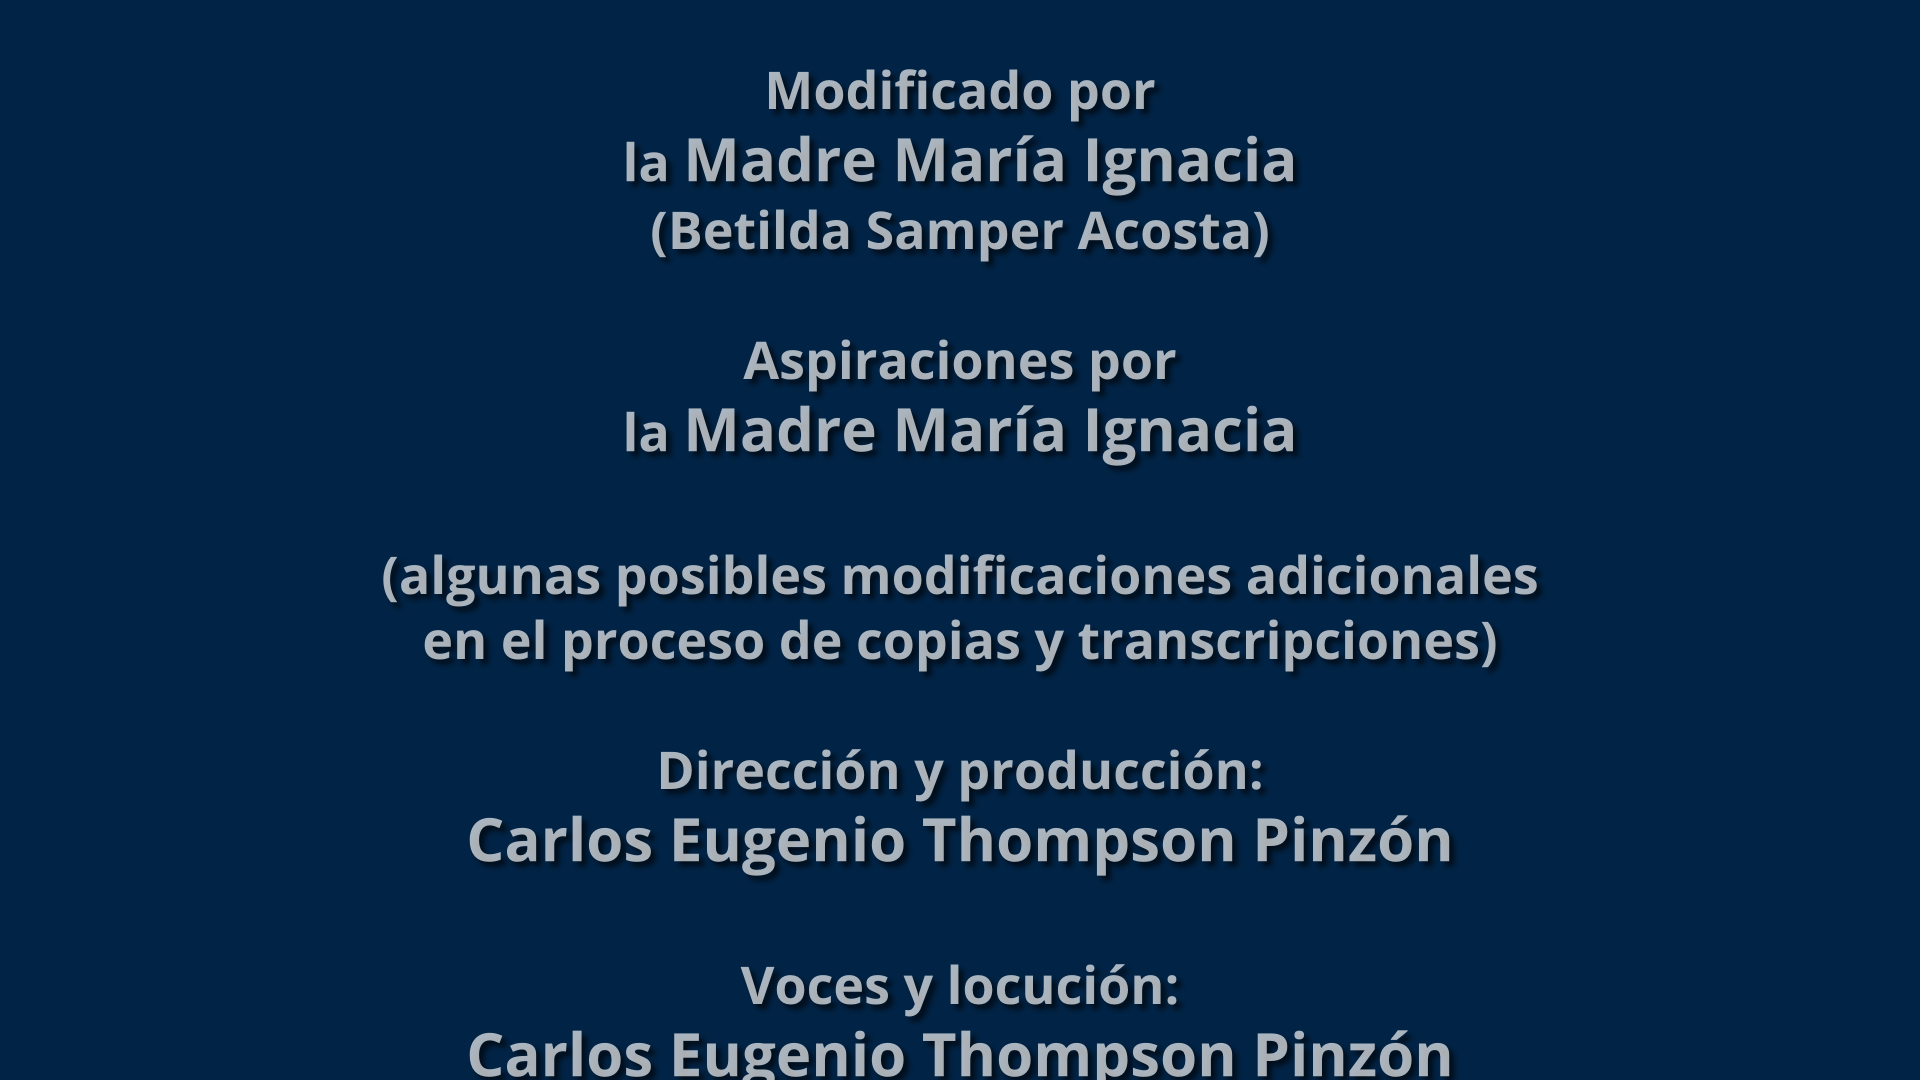 Modificado por
la Madre María Ignacia
(Betilda Samper Acosta)
Aspiraciones por
la Madre María Ignacia
(algunas posibles modificaciones adicionales
en el proceso de copias y transcripciones)
Dirección y producción:
Carlos Eugenio Thompson Pinzón
Voces y locución:
Carlos Eugenio Thompson Pinzón